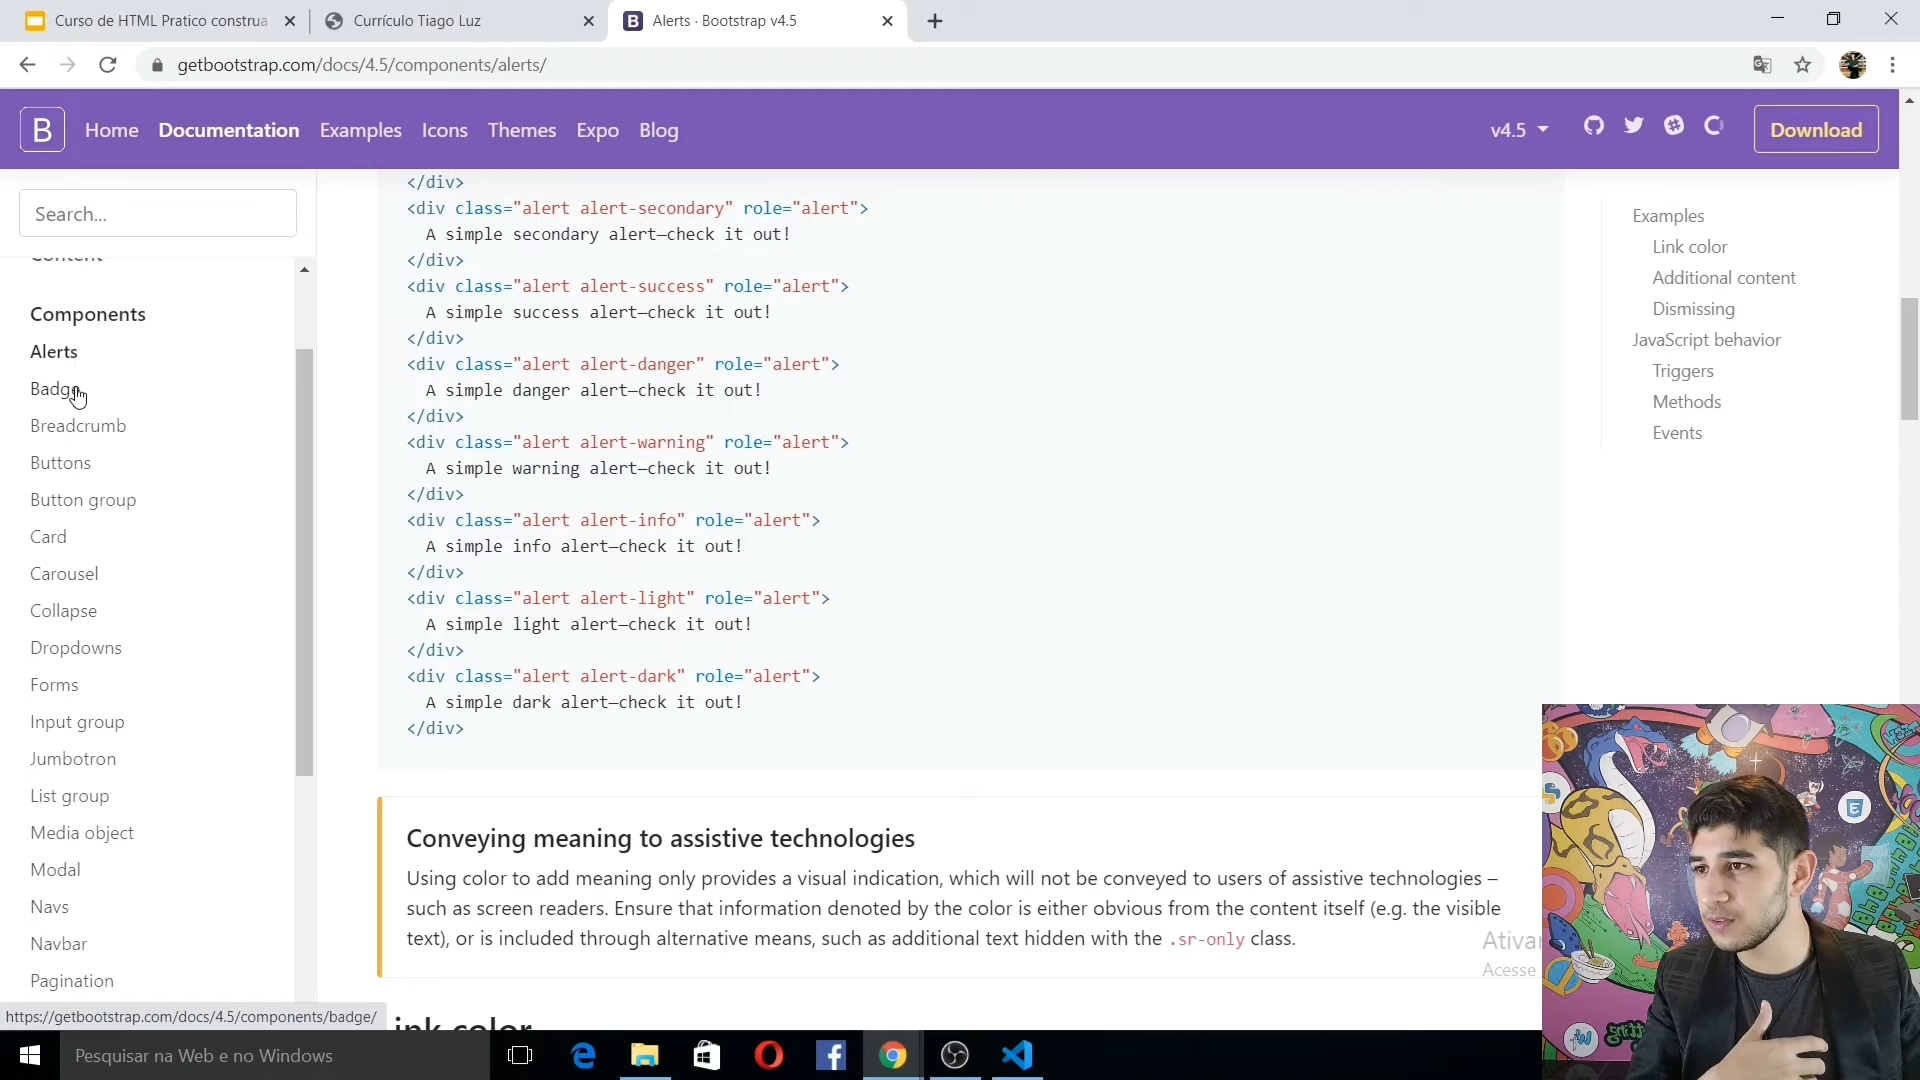 Curso de HTML Pratico construa
Currículo Tiago Luz
Alerts · Bootstrap v4.5
getbootstrap.com/docs/4.5/components/alerts/
B Home Documentation Examples Icons Themes Expo Blog v4.5 Download
Search...
Content
Components
Alerts
Badge
Breadcrumb
Buttons
Button group
Card
Carousel
Collapse
Dropdowns
Forms
Input group
Jumbotron
List group
Media object
Modal
Navs
Navbar
Pagination
https://getbootstrap.com/docs/4.5/components/badge/
</div>
<div class="alert alert-secondary" role="alert">
A simple secondary alert—check it out!
</div>
<div class="alert alert-success" role="alert">
A simple success alert—check it out!
</div>
<div class="alert alert-danger" role="alert">
A simple danger alert—check it out!
</div>
<div class="alert alert-warning" role="alert">
A simple warning alert—check it out!
</div>
<div class="alert alert-info" role="alert">
A simple info alert—check it out!
</div>
<div class="alert alert-light" role="alert">
A simple light alert—check it out!
</div>
<div class="alert alert-dark" role="alert">
A simple dark alert—check it out!
</div>
Conveying meaning to assistive technologies
Using color to add meaning only provides a visual indication, which will not be conveyed to users of assistive technologies –
such as screen readers. Ensure that information denoted by the color is either obvious from the content itself (e.g. the visible
text), or is included through alternative means, such as additional text hidden with the .sr-only class.
Link color
Examples
Link color
Additional content
Dismissing
JavaScript behavior
Triggers
Methods
Events
Ativar
Acesse
Pesquisar na Web e no Windows